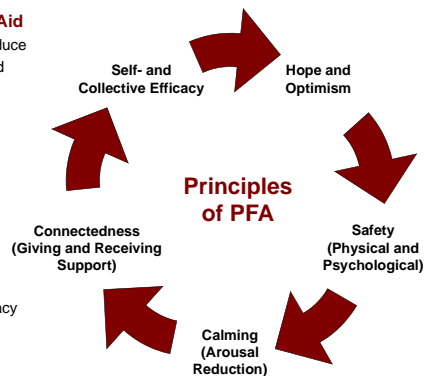 Aid
duce
d
Self- and
Collective Efficacy
Hope and
Optimism
Principles
of PFA
Connectedness
(Giving and Receiving
Support)
Safety
(Physical and
Psychological)
acy
Calming
(Arousal
Reduction)